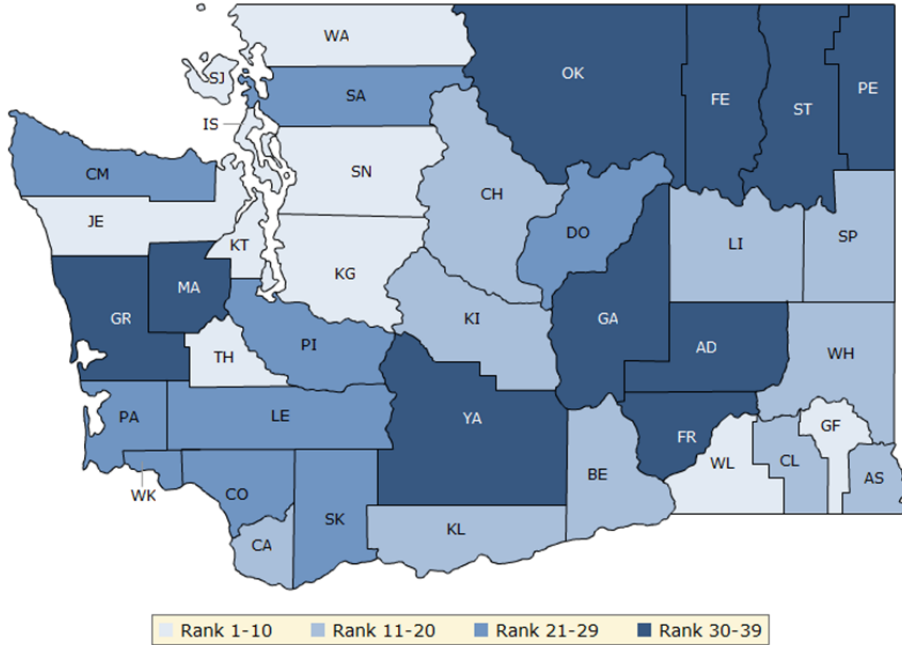 WA
OK
PE
SJ
FE
ST
SA
IS
SN
CM
CH
JE
DO
SP
KT
LI
KG
MA
GR
KI
GA
PI
AD
TH
WH
PA
LE
YA
GF
FR
WL
CL
BE
AS
WK
CO
SK
KL
CA
Rank 1-10 Rank 11-20 Rank 21-29 Rank 30-39